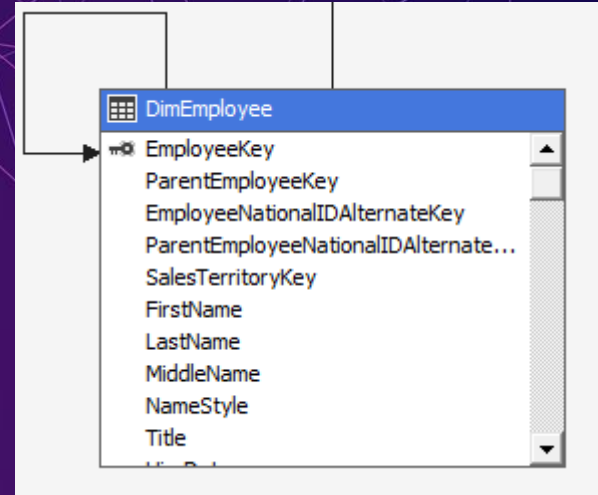 DimEmployee
EmployeeKey
ParentEmployeeKey
EmployeeNationalIDAlternateKey
ParentEmployeeNationalIDAlternate...
SalesTerritoryKey
FirstName
LastName
MiddleName
NameStyle
Title